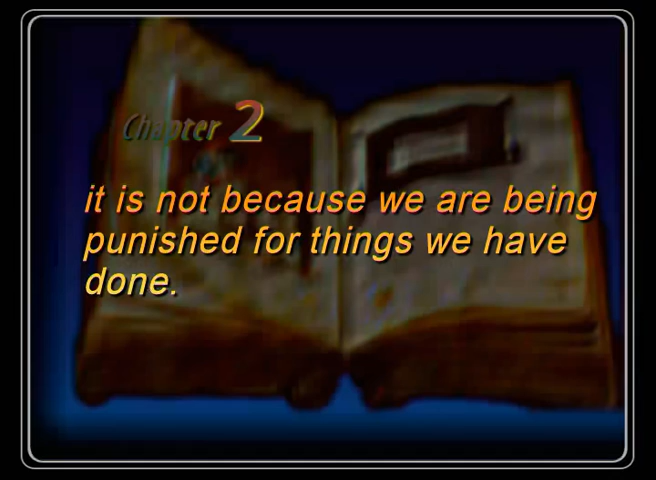 Chapter 2
it is not because we are being
punished for things we have
done.